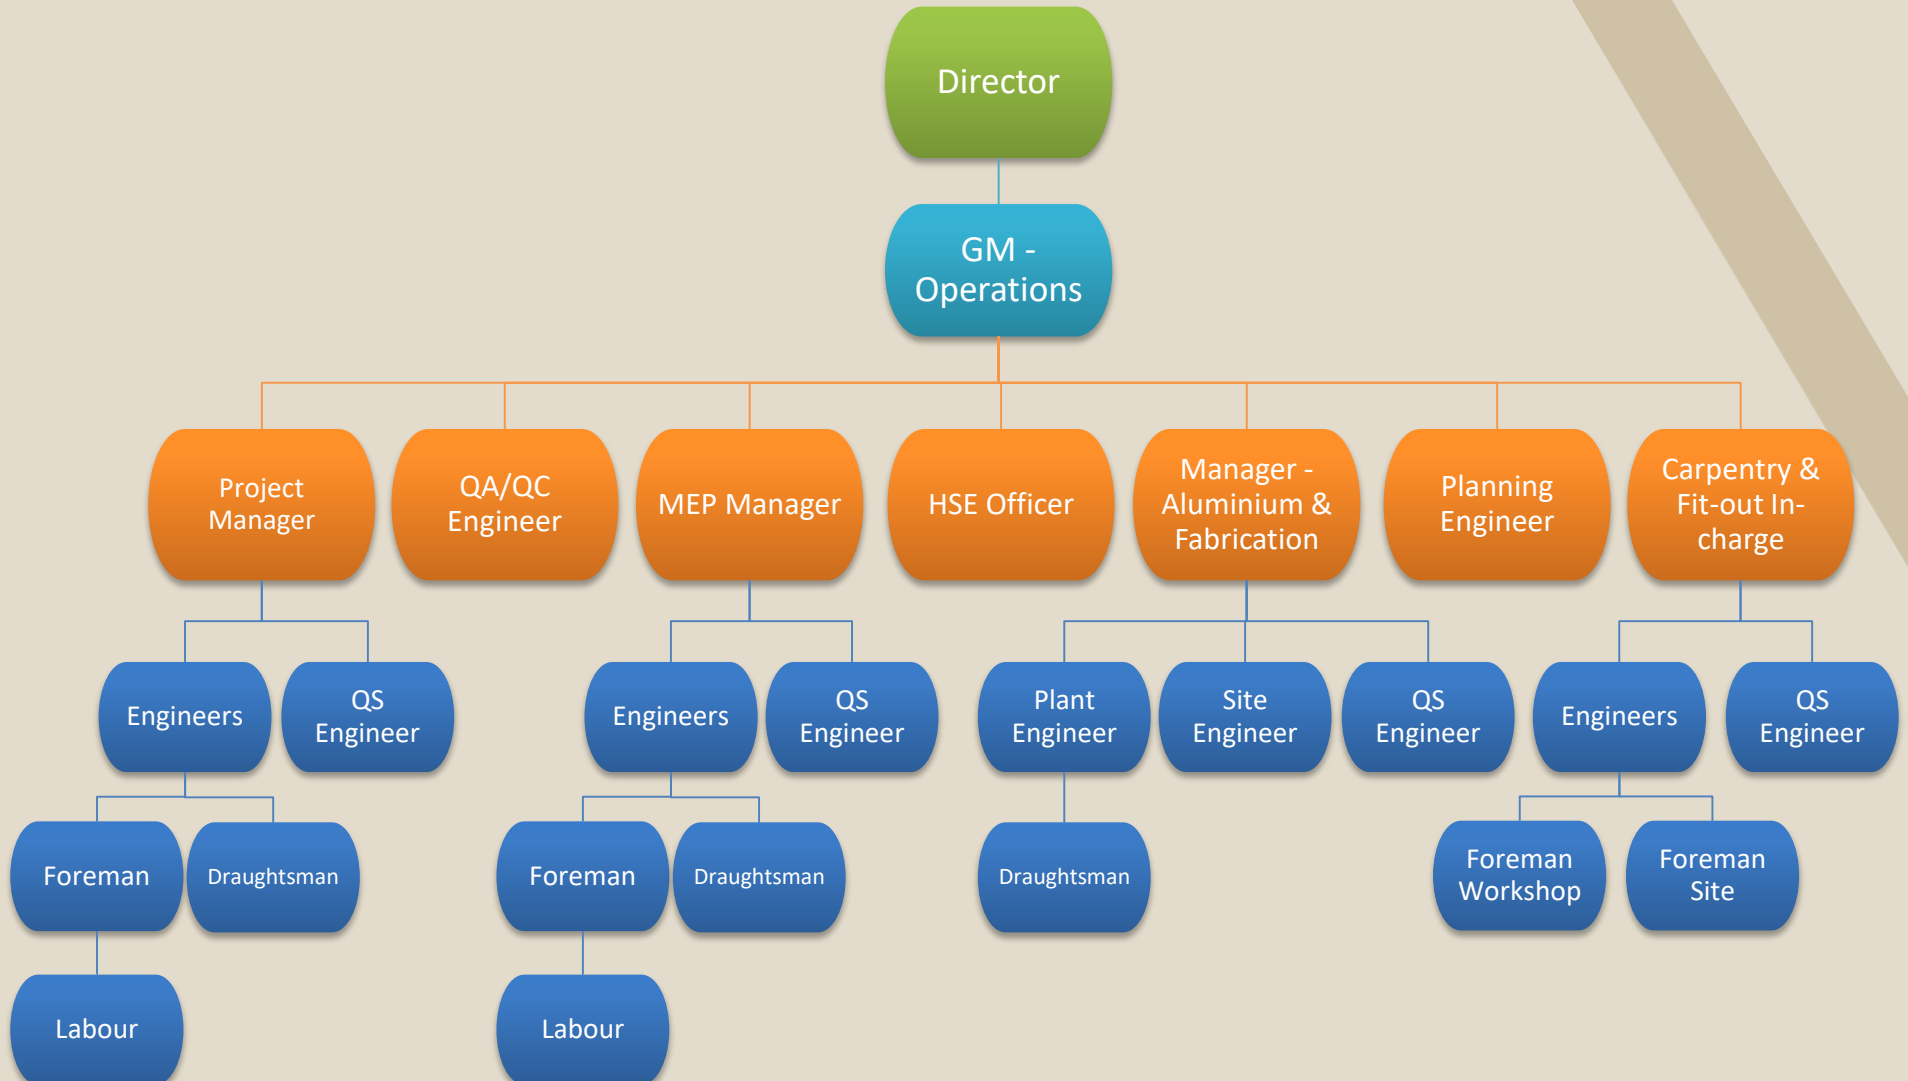 Director
GM -
Operations
Project
Manager
QA/QC
Engineer
MEP Manager
HSE Officer
Manager -
Aluminium &
Fabrication
Planning
Engineer
Carpentry &
Fit-out In-
charge
Engineers
QS
Engineer
Engineers
QS
Engineer
Plant
Engineer
Site
Engineer
QS
Engineer
Engineers
QS
Engineer
Foreman
Draughtsman
Foreman
Draughtsman
Draughtsman
Foreman
Workshop
Foreman
Site
Labour
Labour